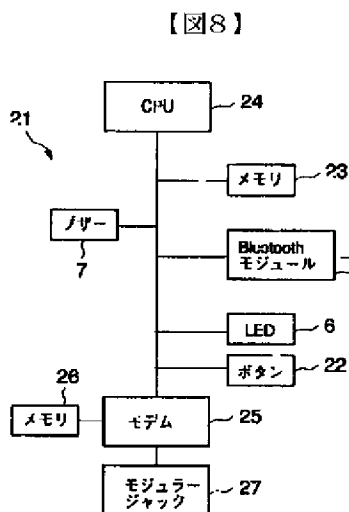 【図8】
CPU
24
21
メモリ
23
ブザー
7
Bluetooth
モジュール
LED
6
ボタン
22
26
メモリ
モデム
25
モジュラー
ジャック
27